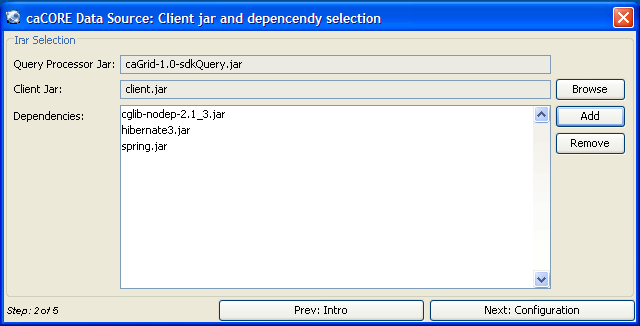 caCORE Data Source: Client jar and depencendy selection
Irar Selection
Query Processor Jar: caGrid-1.0-sdkQuery.jar
Client Jar: client.jar Browse
Dependencies: cglib-nodep-2.1_3.jar Add
hibernate3.jar
spring.jar Remove
Step: 2 of 5 Prev: Intro Next: Configuration